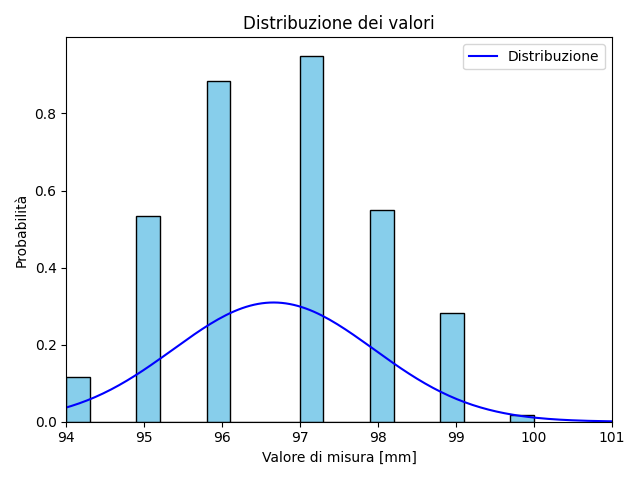 Distribuzione dei valori
Distribuzione
Probabilità
0.8
0.6
0.4
0.2
0.0
94 95 96 97 98 99 100 101
Valore di misura [mm]